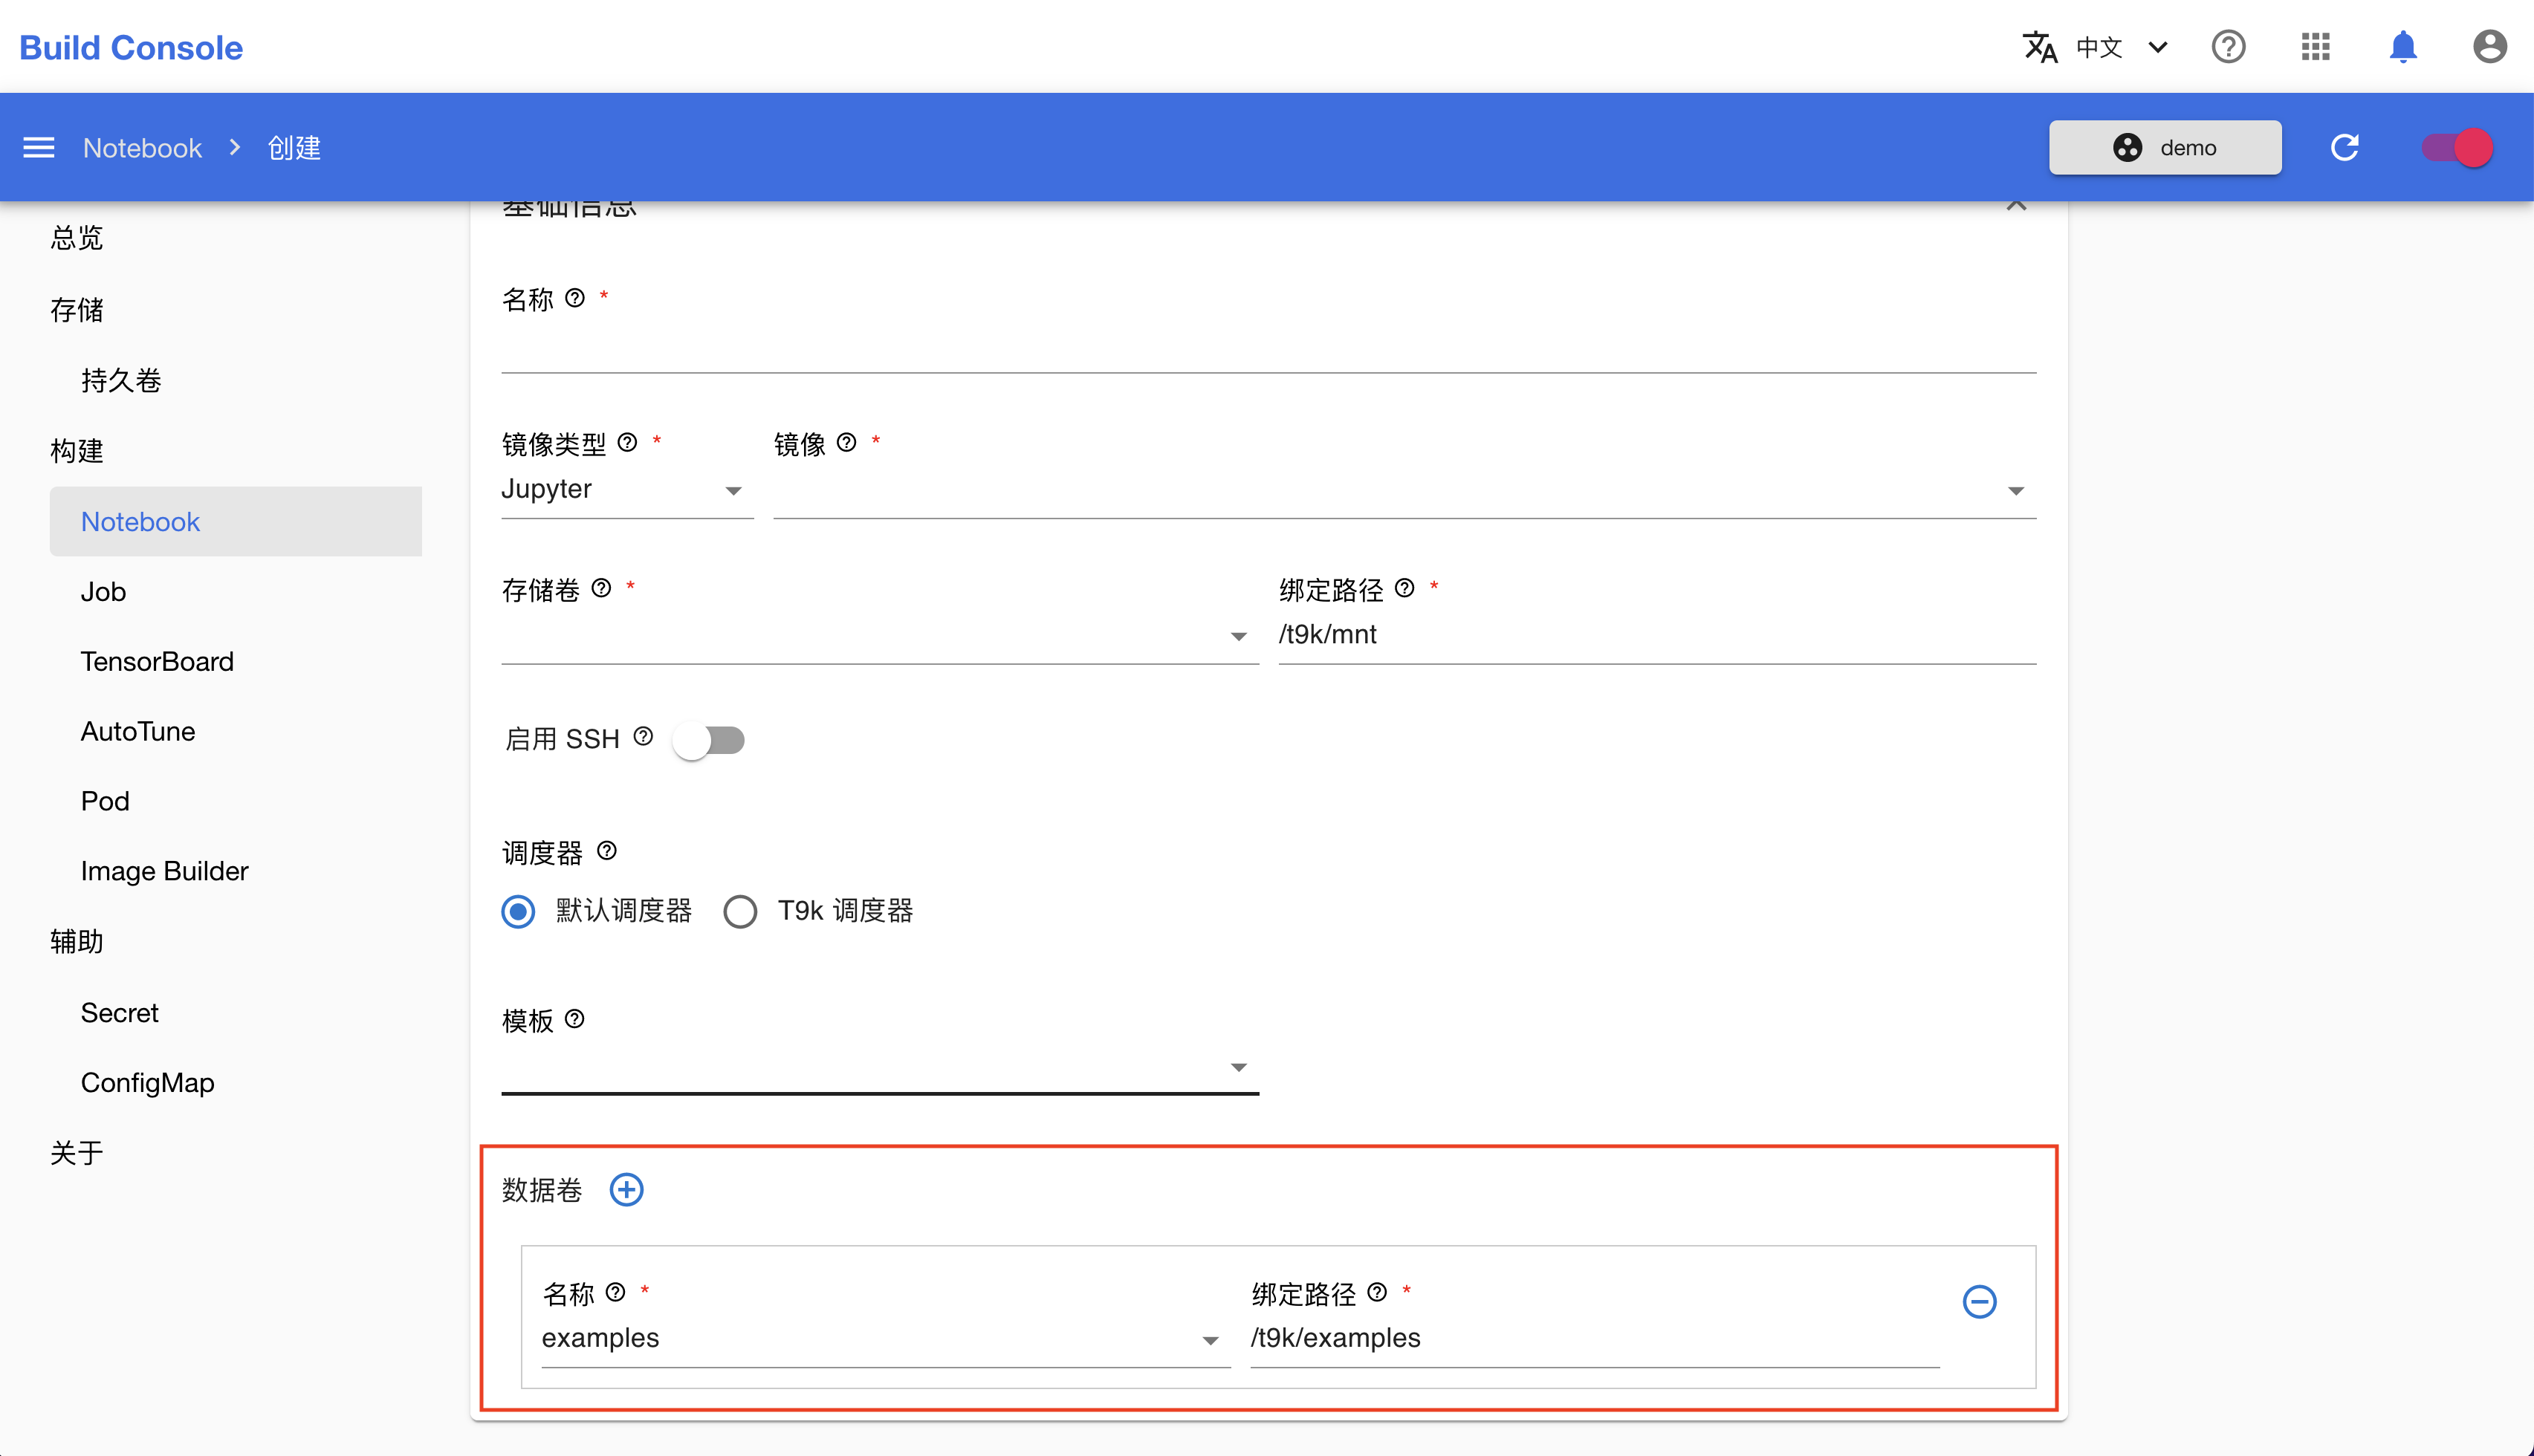 Build Console
中文
Notebook > 创建
demo
总览
存储
持久卷
构建
Notebook
Job
TensorBoard
AutoTune
Pod
Image Builder
辅助
Secret
ConfigMap
关于
基础信息
名称 *
镜像类型 * 镜像 *
Jupyter
存储卷 * 绑定路径 *
/t9k/mnt
启用 SSH
调度器
默认调度器 T9k 调度器
模板
数据卷
名称 * 绑定路径 *
examples /t9k/examples